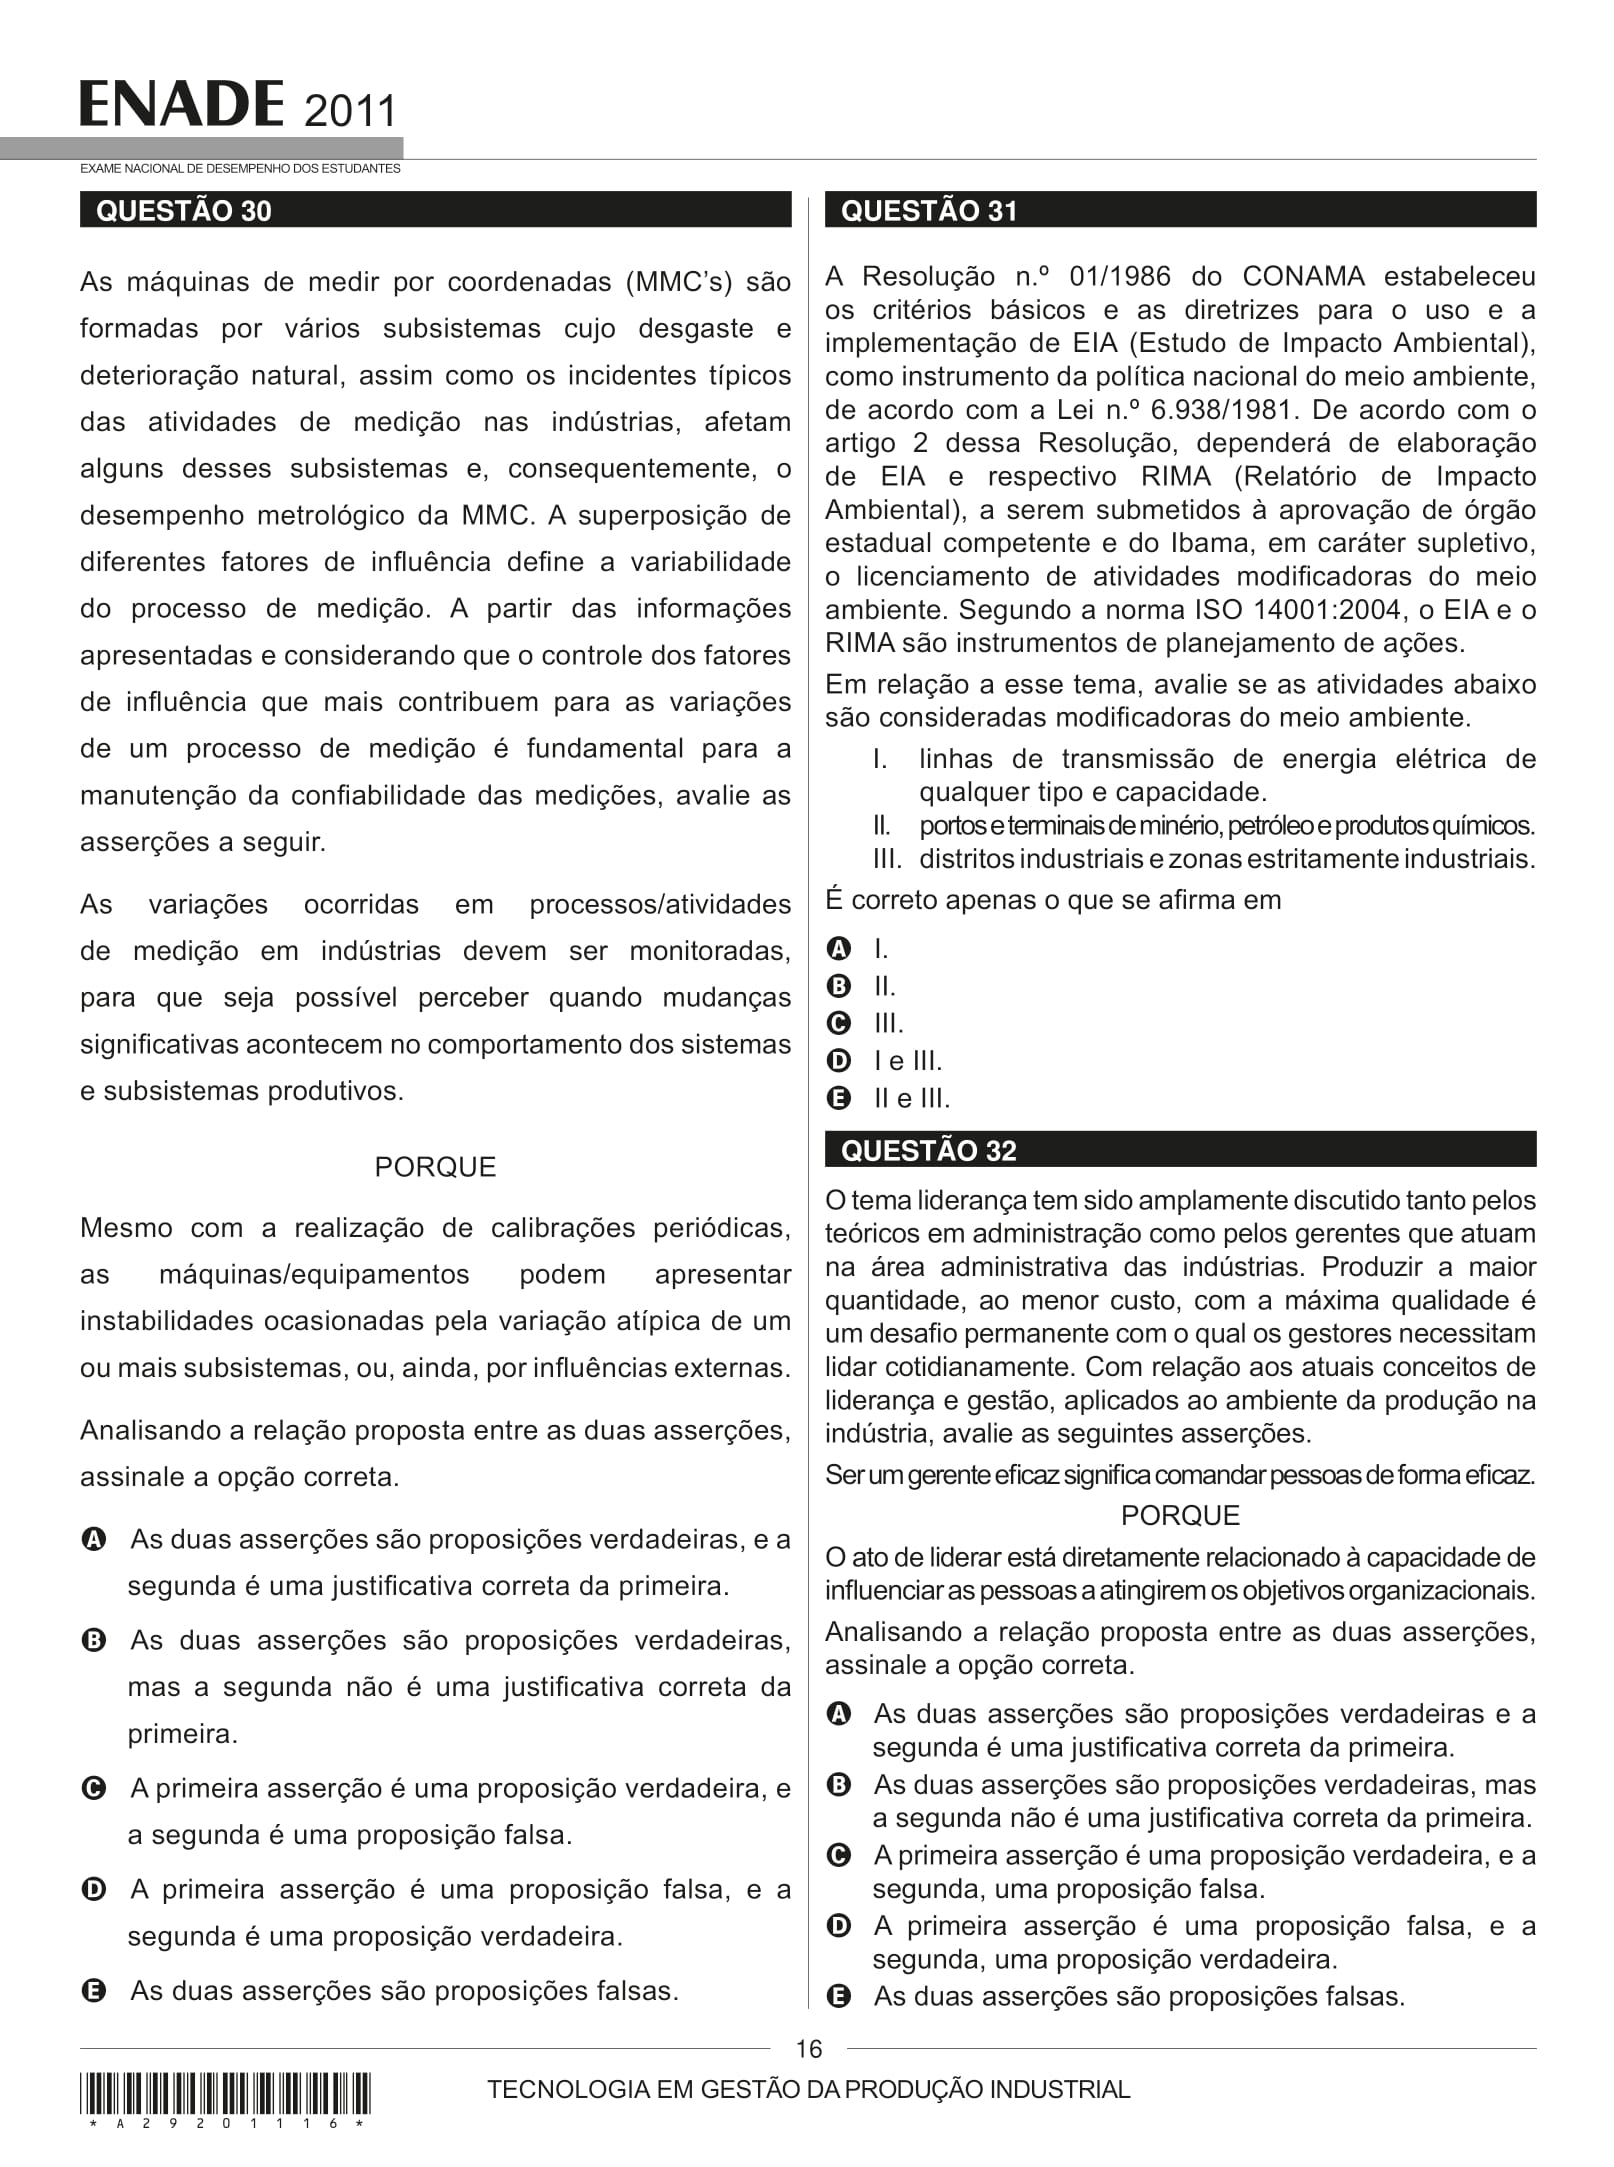 ENADE 2011
EXAME NACIONAL DE DESEMPENHO DOS ESTUDANTES
QUESTÃO 30
As máquinas de medir por coordenadas (MMC’s) são
formadas por vários subsistemas cujo desgaste e
deterioração natural, assim como os incidentes típicos
das atividades de medição nas indústrias, afetam
alguns desses subsistemas e, consequentemente, o
desempenho metrológico da MMC. A superposição de
diferentes fatores de influência define a variabilidade
do processo de medição. A partir das informações
apresentadas e considerando que o controle dos fatores
de influência que mais contribuem para as variações
de um processo de medição é fundamental para a
manutenção da confiabilidade das medições, avalie as
asserções a seguir.
As variações ocorridas em processos/atividades
de medição em indústrias devem ser monitoradas,
para que seja possível perceber quando mudanças
significativas acontecem no comportamento dos sistemas
e subsistemas produtivos.
PORQUE
Mesmo com a realização de calibrações periódicas,
as máquinas/equipamentos podem apresentar
instabilidades ocasionadas pela variação atípica de um
ou mais subsistemas, ou, ainda, por influências externas.
Analisando a relação proposta entre as duas asserções,
assinale a opção correta.
A As duas asserções são proposições verdadeiras, e a
segunda é uma justificativa correta da primeira.
B As duas asserções são proposições verdadeiras,
mas a segunda não é uma justificativa correta da
primeira.
C A primeira asserção é uma proposição verdadeira, e
a segunda é uma proposição falsa.
D A primeira asserção é uma proposição falsa, e a
segunda é uma proposição verdadeira.
E As duas asserções são proposições falsas.
QUESTÃO 31
A Resolução n.º 01/1986 do CONAMA estabeleceu
os critérios básicos e as diretrizes para o uso e a
implementação de EIA (Estudo de Impacto Ambiental),
como instrumento da política nacional do meio ambiente,
de acordo com a Lei n.º 6.938/1981. De acordo com o
artigo 2 dessa Resolução, dependerá de elaboração
de EIA e respectivo RIMA (Relatório de Impacto
Ambiental), a serem submetidos à aprovação de órgão
estadual competente e do Ibama, em caráter supletivo,
o licenciamento de atividades modificadoras do meio
ambiente. Segundo a norma ISO 14001:2004, o EIA e o
RIMA são instrumentos de planejamento de ações.
Em relação a esse tema, avalie se as atividades abaixo
são consideradas modificadoras do meio ambiente.
I. linhas de transmissão de energia elétrica de
qualquer tipo e capacidade.
II. portos e terminais de minério, petróleo e produtos químicos.
III. distritos industriais e zonas estritamente industriais.
É correto apenas o que se afirma em
A I.
B II.
C III.
D I e III.
E II e III.
QUESTÃO 32
O tema liderança tem sido amplamente discutido tanto pelos
teóricos em administração como pelos gerentes que atuam
na área administrativa das indústrias. Produzir a maior
quantidade, ao menor custo, com a máxima qualidade é
um desafio permanente com o qual os gestores necessitam
lidar cotidianamente. Com relação aos atuais conceitos de
liderança e gestão, aplicados ao ambiente da produção na
indústria, avalie as seguintes asserções.
Ser um gerente eficaz significa comandar pessoas de forma eficaz.
PORQUE
O ato de liderar está diretamente relacionado à capacidade de
influenciar as pessoas a atingirem os objetivos organizacionais.
Analisando a relação proposta entre as duas asserções,
assinale a opção correta.
A As duas asserções são proposições verdadeiras e a
segunda é uma justificativa correta da primeira.
B As duas asserções são proposições verdadeiras, mas
a segunda não é uma justificativa correta da primeira.
C A primeira asserção é uma proposição verdadeira, e a
segunda, uma proposição falsa.
D A primeira asserção é uma proposição falsa, e a
segunda, uma proposição verdadeira.
E As duas asserções são proposições falsas.
16
TECNOLOGIA EM GESTÃO DA PRODUÇÃO INDUSTRIAL
* A 2 9 2 0 1 1 1 6 *